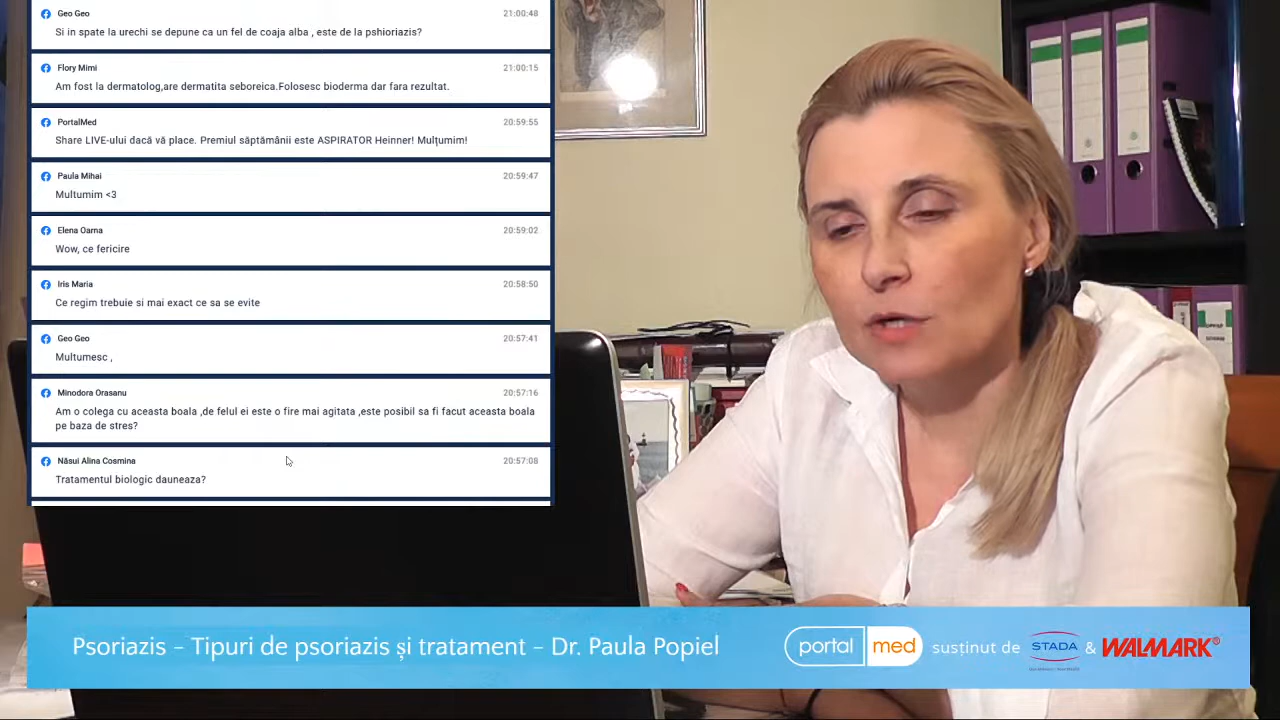 Geo Geo
21:00:48
Si in spate la urechi se depune ca un fel de coaja alba , este de la pshioriazis?
Flory Mimi
21:00:15
Am fost la dermatolog,are dermatita seboreica.Folosesc bioderma dar fara rezultat.
PortalMed
20:59:55
Share LIVE-ului dacă vă place. Premiul săptămânii este ASPIRATOR Heinner! Mulțumim!
Paula Mihai
20:59:47
Multumim <3
Elena Oarna
20:59:02
Wow, ce fericire
Iris Maria
20:58:50
Ce regim trebuie si mai exact ce sa se evite
Geo Geo
20:57:41
Multumesc ,
Minodora Orasanu
20:57:16
Am o colega cu aceasta boala ,de felul ei este o fire mai agitata ,este posibil sa fi facut aceasta boala
pe baza de stres?
Năsui Alina Cosmina
20:57:08
Tratamentul biologic dauneaza?
Psoriazis - Tipuri de psoriazis și tratament - Dr. Paula Popiel
portal med
susținut de
STADA
& WALMARK®